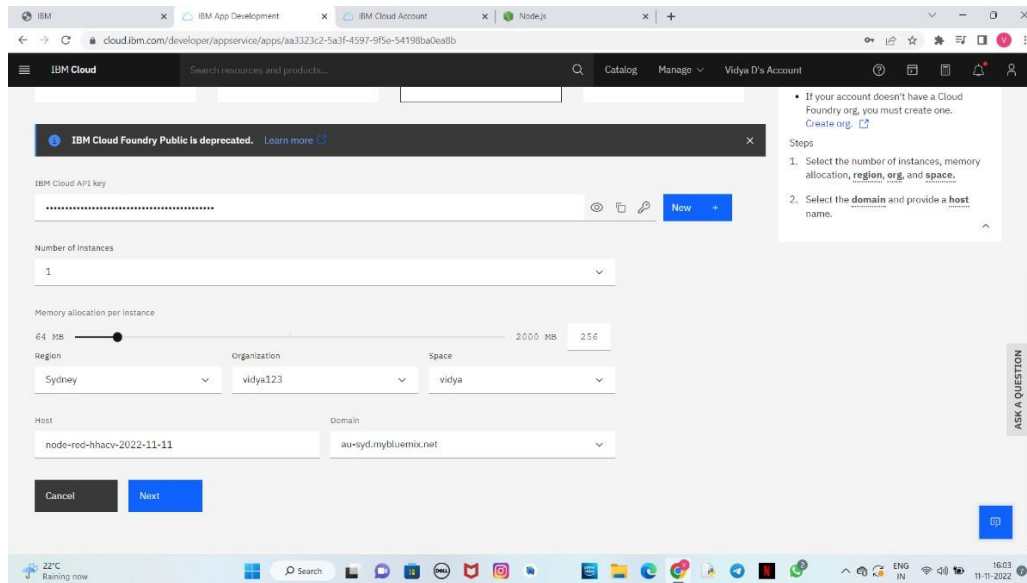 IBM
IBM App Development
IBM Cloud Account
Node.js
cloud.ibm.com/developer/appservice/apps/aa3323c2-5a3f-4597-9f5e-54198ba0ea8b
V
IBM Cloud
Search resources and products...
Catalog
Manage
Vidya D's Account
IBM Cloud Foundry Public is deprecated. Learn more
IBM Cloud API key
New +
Number of instances
1
Memory allocation per instance
64 MB
2000 MB
256
Region
Organization
Space
Sydney
vidya123
vidya
Host
Domain
node-red-hhacv-2022-11-11
au-syd.mybluemix.net
Cancel
Next
• If your account doesn't have a Cloud
Foundry org, you must create one.
Create org.
Steps
1. Select the number of instances, memory
allocation, region, org, and space.
2. Select the domain and provide a host
name.
ASK A QUESTION
22°C
Raining now
Search
DELL
ENG
IN
16:03
11-11-2022